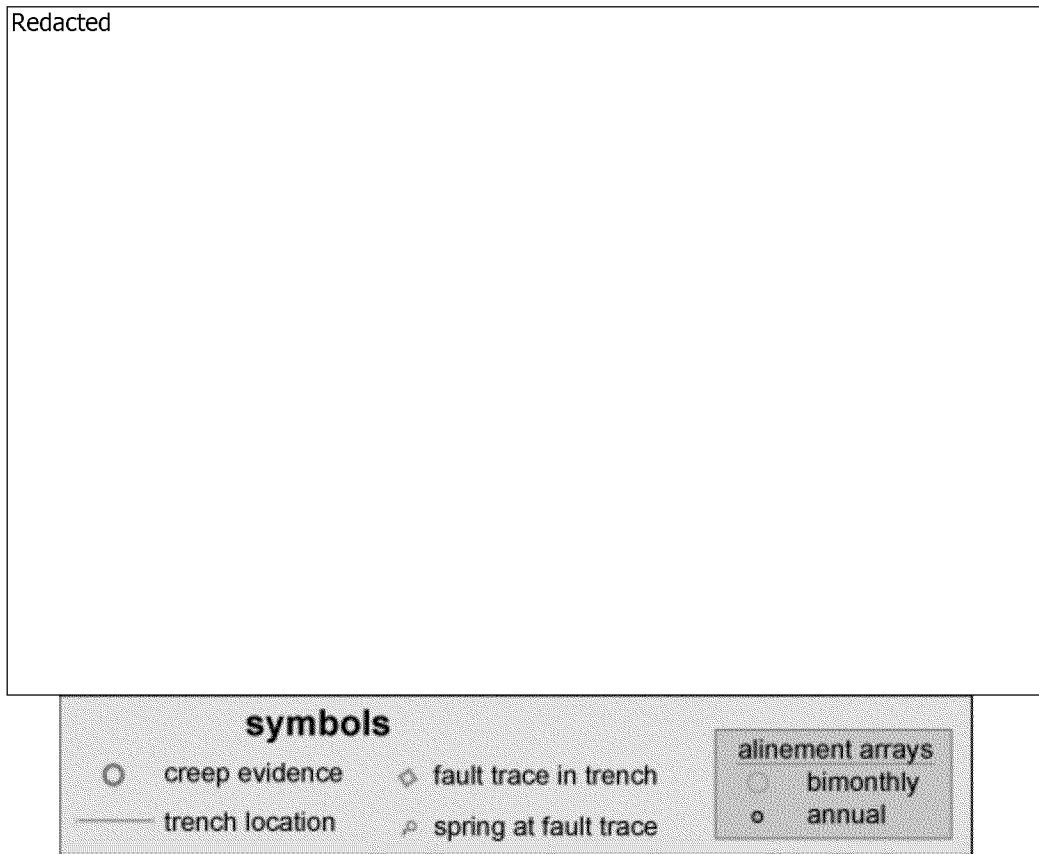 Redacted
symbols
creep evidence
fault trace in trench
trench location
spring at fault trace
alinement arrays
bimonthly
annual